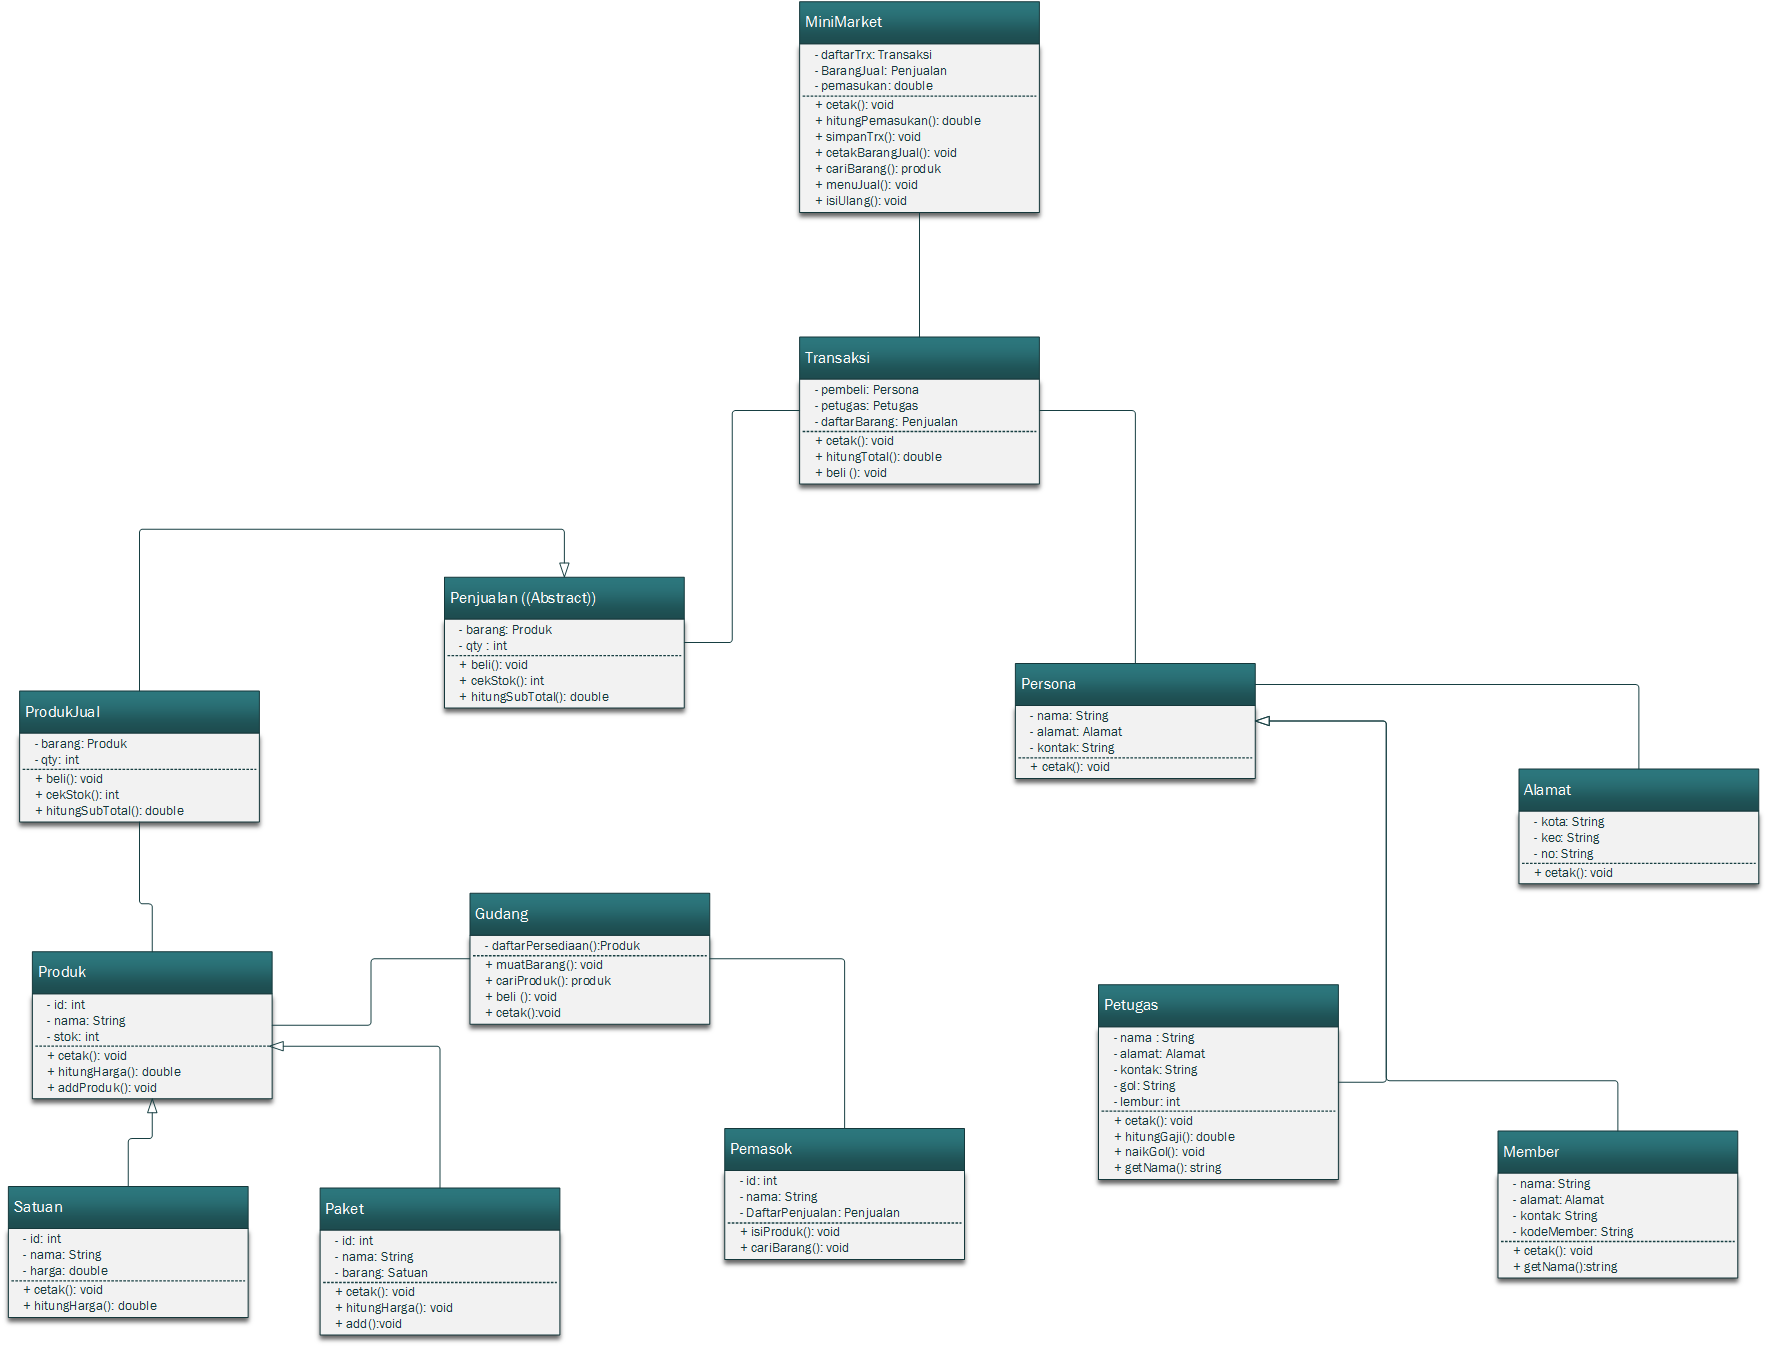 MiniMarket
- daftarTrx: Transaksi
- BarangJual: Penjualan
- pemasukan: double
+ cetak(): void
+ hitungPemasukan(): double
+ simpanTrx(): void
+ cetakBarangJual(): void
+ cariBarang(): produk
+ menuJual(): void
+ isiUlang(): void
Transaksi
- pembeli: Persona
- petugas: Petugas
- daftarBarang: Penjualan
+ cetak(): void
+ hitungTotal(): double
+ beli (): void
Penjualan ((Abstract))
- barang: Produk
- qty : int
+ beli(): void
+ cekStok(): int
+ hitungSubTotal(): double
Persona
- nama: String
- alamat: Alamat
- kontak: String
+ cetak(): void
ProdukJual
- barang: Produk
- qty: int
+ beli(): void
+ cekStok(): int
+ hitungSubTotal(): double
Alamat
- kota: String
- kec: String
- no: String
+ cetak(): void
Gudang
- daftarPersediaan():Produk
+ muatBarang(): void
+ cariProduk(): produk
+ beli (): void
+ cetak():void
Produk
- id: int
- nama: String
- stok: int
+ cetak(): void
+ hitungHarga(): double
+ addProduk(): void
Petugas
- nama : String
- alamat: Alamat
- kontak: String
- gol: String
- lembur: int
+ cetak(): void
+ hitungGaji(): double
+ naikGol(): void
+ getNama(): string
Pemasok
- id: int
- nama: String
- DaftarPenjualan: Penjualan
+ isiProduk(): void
+ cariBarang(): void
Member
- nama: String
- alamat: Alamat
- kontak: String
- kodeMember: String
+ cetak(): void
+ getNama():string
Satuan
- id: int
- nama: String
- harga: double
+ cetak(): void
+ hitungHarga(): double
Paket
- id: int
- nama: String
- barang: Satuan
+ cetak(): void
+ hitungHarga(): void
+ add():void